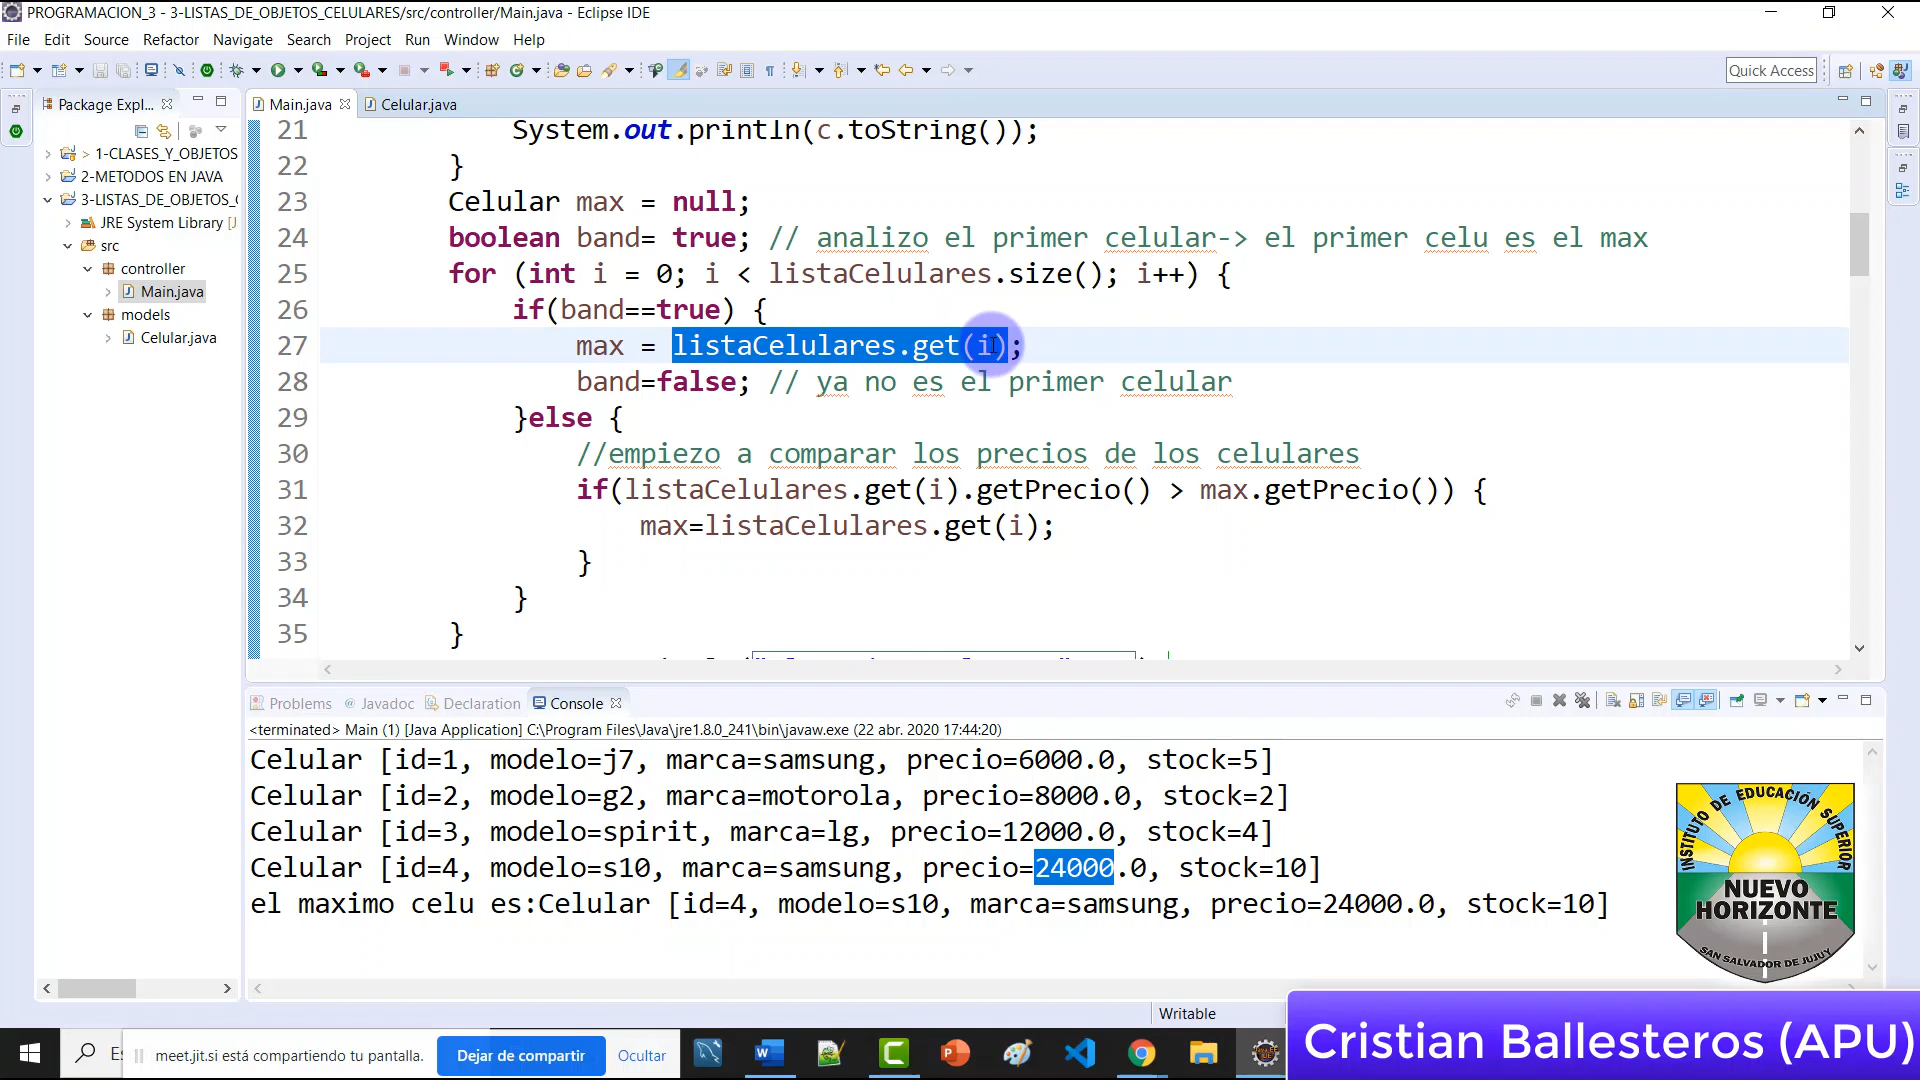 PROGRAMACION_3 - 3-LISTAS_DE_OBJETOS_CELULARES/src/controller/Main.java - Eclipse IDE
File Edit Source Refactor Navigate Search Project Run Window Help
Quick Access
Package Expl...
Main.java
Celular.java
> 1-CLASES_Y_OBJETOS
2-METODOS EN JAVA
3-LISTAS_DE_OBJETOS_
JRE System Library [
src
controller
Main.java
models
Celular.java
21 System.out.println(c.toString());
22 }
23 Celular max = null;
24 boolean band= true; // analizo el primer celular-> el primer celu es el max
25 for (int i = 0; i < listaCelulares.size(); i++) {
26 if(band==true) {
27 max = listaCelulares.get(i);
28 band=false; // ya no es el primer celular
29 }else {
30 //empiezo a comparar los precios de los celulares
31 if(listaCelulares.get(i).getPrecio() > max.getPrecio()) {
32 max=listaCelulares.get(i);
33 }
34 }
35 }
Problems @ Javadoc Declaration Console
<terminated> Main (1) [Java Application] C:\Program Files\Java\jre1.8.0_241\bin\javaw.exe (22 abr. 2020 17:44:20)
Celular [id=1, modelo=j7, marca=samsung, precio=6000.0, stock=5]
Celular [id=2, modelo=g2, marca=motorola, precio=8000.0, stock=2]
Celular [id=3, modelo=spirit, marca=lg, precio=12000.0, stock=4]
Celular [id=4, modelo=s10, marca=samsung, precio=24000.0, stock=10]
el maximo celu es:Celular [id=4, modelo=s10, marca=samsung, precio=24000.0, stock=10]
INSTITUTO DE EDUCACIÓN SUPERIOR
NUEVO
HORIZONTE
SAN SALVADOR DE JUJUY
Writable
Cristian Ballesteros (APU)
meet.jit.si está compartiendo tu pantalla.
Dejar de compartir
Ocultar